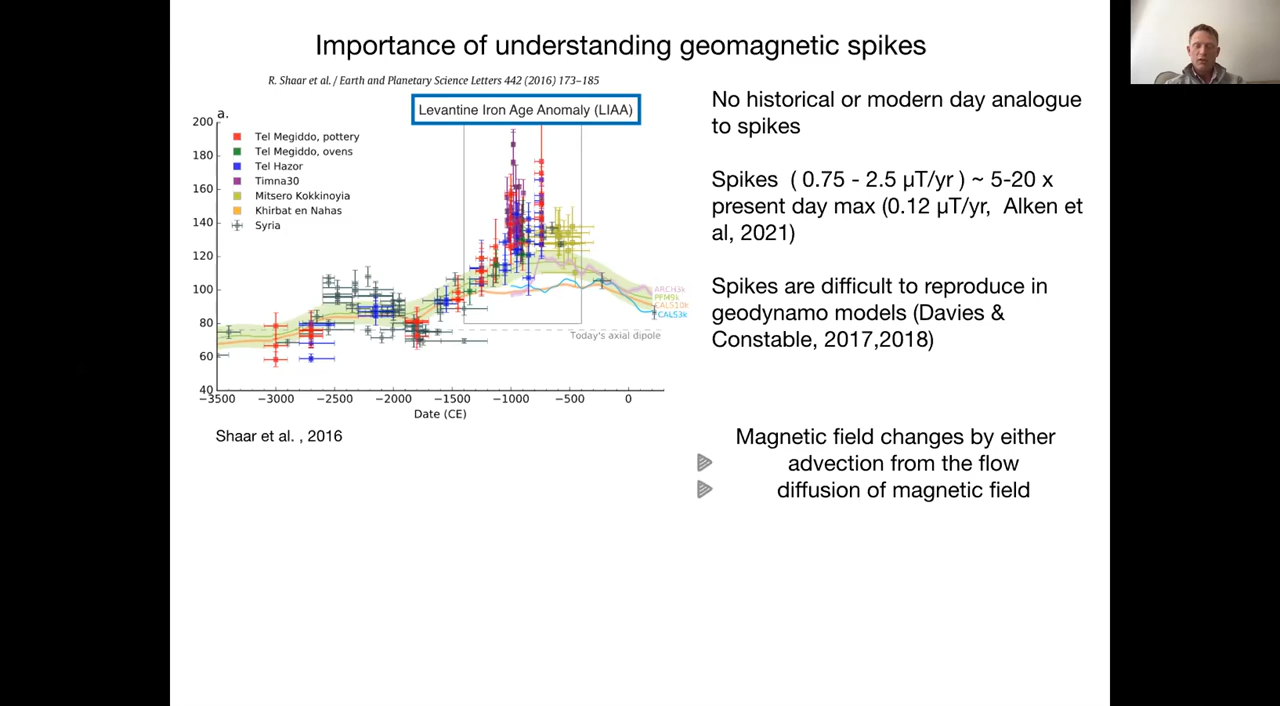 Importance of understanding geomagnetic spikes
R. Shaar et al. / Earth and Planetary Science Letters 442 (2016) 173–185
Levantine Iron Age Anomaly (LIAA)
a.
200
180
160
140
120
100
80
60
40
Tel Megiddo, pottery
Tel Megiddo, ovens
Tel Hazor
Timna30
Mitsero Kokkinoyia
Khirbat en Nahas
Syria
ARCH3k
PFM9k
CALS10k
CALS3k
Today's axial dipole
−3500 −3000 −2500 −2000 −1500 −1000 −500 0
Date (CE)
Shaar et al. , 2016
No historical or modern day analogue
to spikes
Spikes ( 0.75 - 2.5 µT/yr ) ~ 5-20 x
present day max (0.12 µT/yr, Alken et
al, 2021)
Spikes are difficult to reproduce in
geodynamo models (Davies &
Constable, 2017,2018)
Magnetic field changes by either
advection from the flow
diffusion of magnetic field